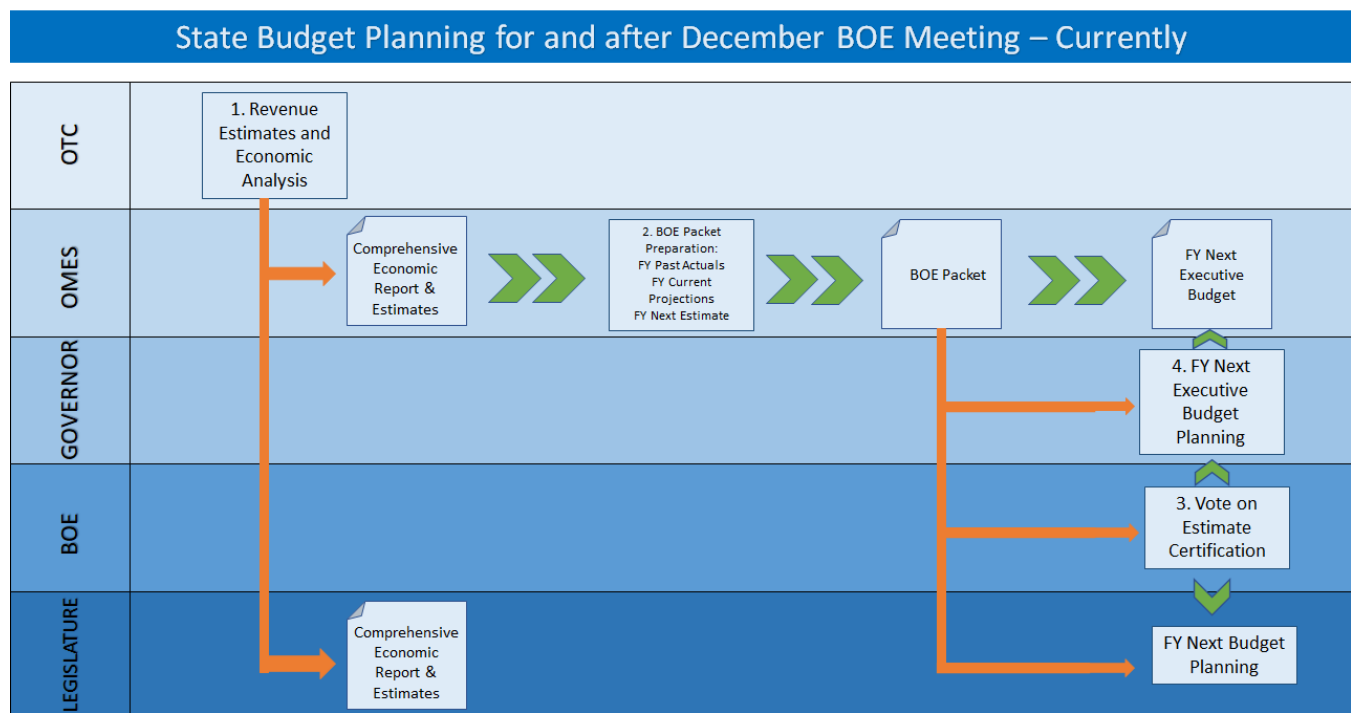 State Budget Planning for and after December BOE Meeting – Currently
OTC
1. Revenue
Estimates and
Economic
Analysis
OMES
Comprehensive
Economic
Report &
Estimates
2. BOE Packet
Preparation:
FY Past Actuals
FY Current
Projections
FY Next Estimate
BOE Packet
FY Next
Executive
Budget
GOVERNOR
4. FY Next
Executive
Budget
Planning
BOE
3. Vote on
Estimate
Certification
LEGISLATURE
Comprehensive
Economic
Report &
Estimates
FY Next Budget
Planning